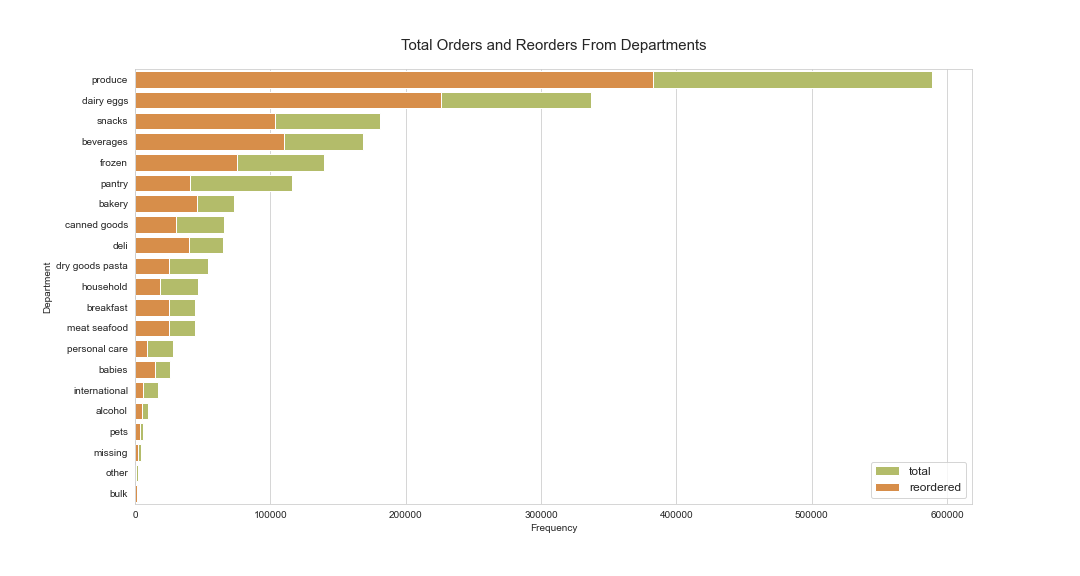 Total Orders and Reorders From Departments
produce
dairy eggs
snacks
beverages
frozen
pantry
bakery
canned goods
deli
dry goods pasta
household
breakfast
meat seafood
personal care
babies
international
alcohol
pets
missing
other
bulk
Department
total
reordered
0 100000 200000 300000 400000 500000 600000
Frequency